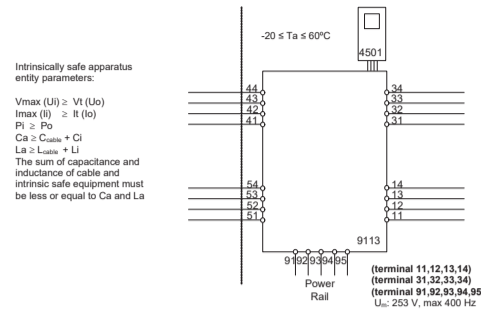 -20 ≤ Ta ≤ 60ºC
4501
Intrinsically safe apparatus
entity parameters:
Vmax (Ui) ≥ Vt (Uo)
Imax (Ii) ≥ It (Io)
Pi ≥ Po
Ca ≥ Ccable + Ci
La ≥ Lcable + Li
The sum of capacitance and
inductance of cable and
intrinsic safe equipment must
be less or equal to Ca and La
44
43
42
41
34
33
32
31
54
53
52
51
14
13
12
11
9113
91 92 93 94 95
Power
Rail
(terminal 11,12,13,14)
(terminal 31,32,33,34)
(terminal 91,92,93,94,95
Um: 253 V, max 400 Hz